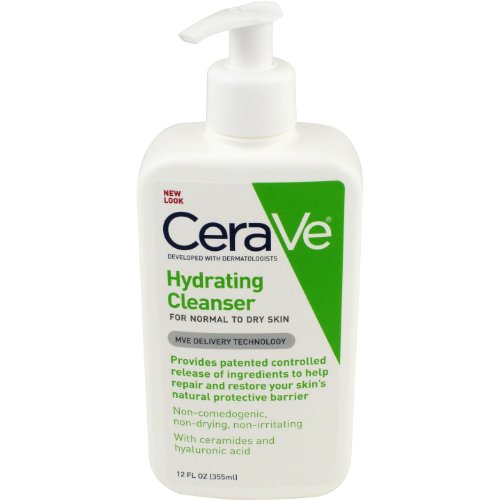 NEW
LOOK
CeraVe®
DEVELOPED WITH DERMATOLOGISTS
Hydrating
Cleanser
FOR NORMAL TO DRY SKIN
MVE DELIVERY TECHNOLOGY
Provides patented controlled
release of ingredients to help
repair and restore your skin's
natural protective barrier
Non-comedogenic,
non-drying, non-irritating
With ceramides and
hyaluronic acid
12 FL OZ (355ml)